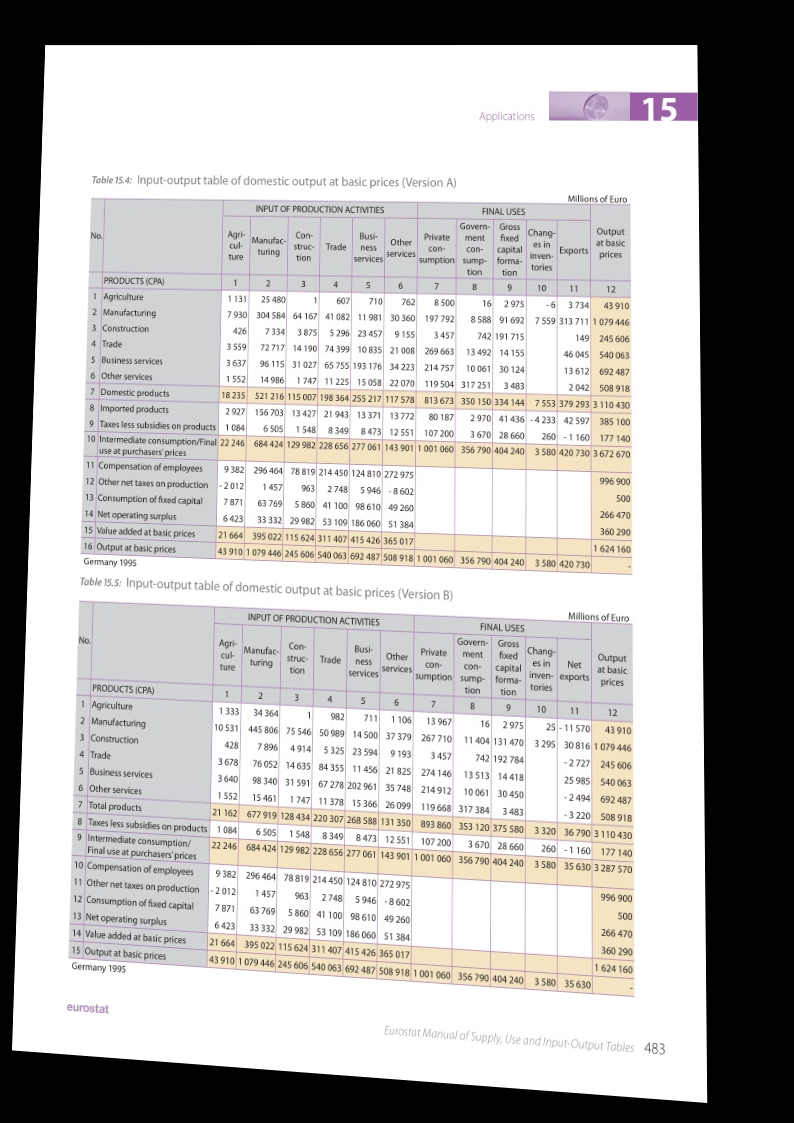 Applications 15
Table 15.4: Input-output table of domestic output at basic prices (Version A)
Millions of Euro
No. INPUT OF PRODUCTION ACTIVITIES FINAL USES Output at basic prices
Agri-cul-ture Manufac-turing Con-struc-tion Trade Busi-ness services Other services Private con-sumption Govern-ment con-sump-tion Gross fixed capital forma-tion Chang-es in inven-tories Exports
PRODUCTS (CPA) 1 2 3 4 5 6 7 8 9 10 11 12
1 Agriculture 1 131 25 480 1 607 710 762 8 500 16 2 975 - 6 3 734 43 910
2 Manufacturing 7 930 304 584 64 167 41 082 11 981 30 360 197 792 8 588 91 692 7 559 313 711 1 079 446
3 Construction 426 7 334 3 875 5 296 23 457 9 155 3 457 742 191 715 149 245 606
4 Trade 3 559 72 717 14 190 74 399 10 835 21 008 269 663 13 492 14 155 46 045 540 063
5 Business services 3 637 96 115 31 027 65 755 193 176 34 223 214 757 10 061 30 124 13 612 692 487
6 Other services 1 552 14 986 1 747 11 225 15 058 22 070 119 504 317 251 3 483 2 042 508 918
7 Domestic products 18 235 521 216 115 007 198 364 255 217 117 578 813 673 350 150 334 144 7 553 379 293 3 110 430
8 Imported products 2 927 156 703 13 427 21 943 13 371 13 772 80 187 2 970 41 436 - 4 233 42 597 385 100
9 Taxes less subsidies on products 1 084 6 505 1 548 8 349 8 473 12 551 107 200 3 670 28 660 260 - 1 160 177 140
10 Intermediate consumption/Final use at purchasers' prices 22 246 684 424 129 982 228 656 277 061 143 901 1 001 060 356 790 404 240 3 580 420 730 3 672 670
11 Compensation of employees 9 382 296 464 78 819 214 450 124 810 272 975 996 900
12 Other net taxes on production - 2 012 1 457 963 2 748 5 946 - 8 602 500
13 Consumption of fixed capital 7 871 63 769 5 860 41 100 98 610 49 260 266 470
14 Net operating surplus 6 423 33 332 29 982 53 109 186 060 51 384 360 290
15 Value added at basic prices 21 664 395 022 115 624 311 407 415 426 365 017 1 624 160
16 Output at basic prices 43 910 1 079 446 245 606 540 063 692 487 508 918 1 001 060 356 790 404 240 3 580 420 730 -
Germany 1995
Table 15.5: Input-output table of domestic output at basic prices (Version B)
Millions of Euro
No. INPUT OF PRODUCTION ACTIVITIES FINAL USES Output at basic prices
Agri-cul-ture Manufac-turing Con-struc-tion Trade Busi-ness services Other services Private con-sumption Govern-ment con-sump-tion Gross fixed capital forma-tion Chang-es in inven-tories Net exports
PRODUCTS (CPA) 1 2 3 4 5 6 7 8 9 10 11 12
1 Agriculture 1 333 34 364 1 982 711 1 106 13 967 16 2 975 25 - 11 570 43 910
2 Manufacturing 10 531 445 806 75 546 50 989 14 500 37 379 267 710 11 404 131 470 3 295 30 816 1 079 446
3 Construction 428 7 896 4 914 5 325 23 594 9 193 3 457 742 192 784 - 2 727 245 606
4 Trade 3 678 76 052 14 635 84 355 11 456 21 825 274 146 13 513 14 418 25 985 540 063
5 Business services 3 640 98 340 31 591 67 278 202 961 35 748 214 912 10 061 30 450 - 2 494 692 487
6 Other services 1 552 15 461 1 747 11 378 15 366 26 099 119 668 317 384 3 483 - 3 220 508 918
7 Total products 21 162 677 919 128 434 220 307 268 588 131 350 893 860 353 120 375 580 3 320 36 790 3 110 430
8 Taxes less subsidies on products 1 084 6 505 1 548 8 349 8 473 12 551 107 200 3 670 28 660 260 - 1 160 177 140
9 Intermediate consumption/ Final use at purchasers' prices 22 246 684 424 129 982 228 656 277 061 143 901 1 001 060 356 790 404 240 3 580 35 630 3 287 570
10 Compensation of employees 9 382 296 464 78 819 214 450 124 810 272 975 996 900
11 Other net taxes on production - 2 012 1 457 963 2 748 5 946 - 8 602 500
12 Consumption of fixed capital 7 871 63 769 5 860 41 100 98 610 49 260 266 470
13 Net operating surplus 6 423 33 332 29 982 53 109 186 060 51 384 360 290
14 Value added at basic prices 21 664 395 022 115 624 311 407 415 426 365 017 1 624 160
15 Output at basic prices 43 910 1 079 446 245 606 540 063 692 487 508 918 1 001 060 356 790 404 240 3 580 35 630 -
Germany 1995
eurostat
Eurostat Manual of Supply, Use and Input-Output Tables 483